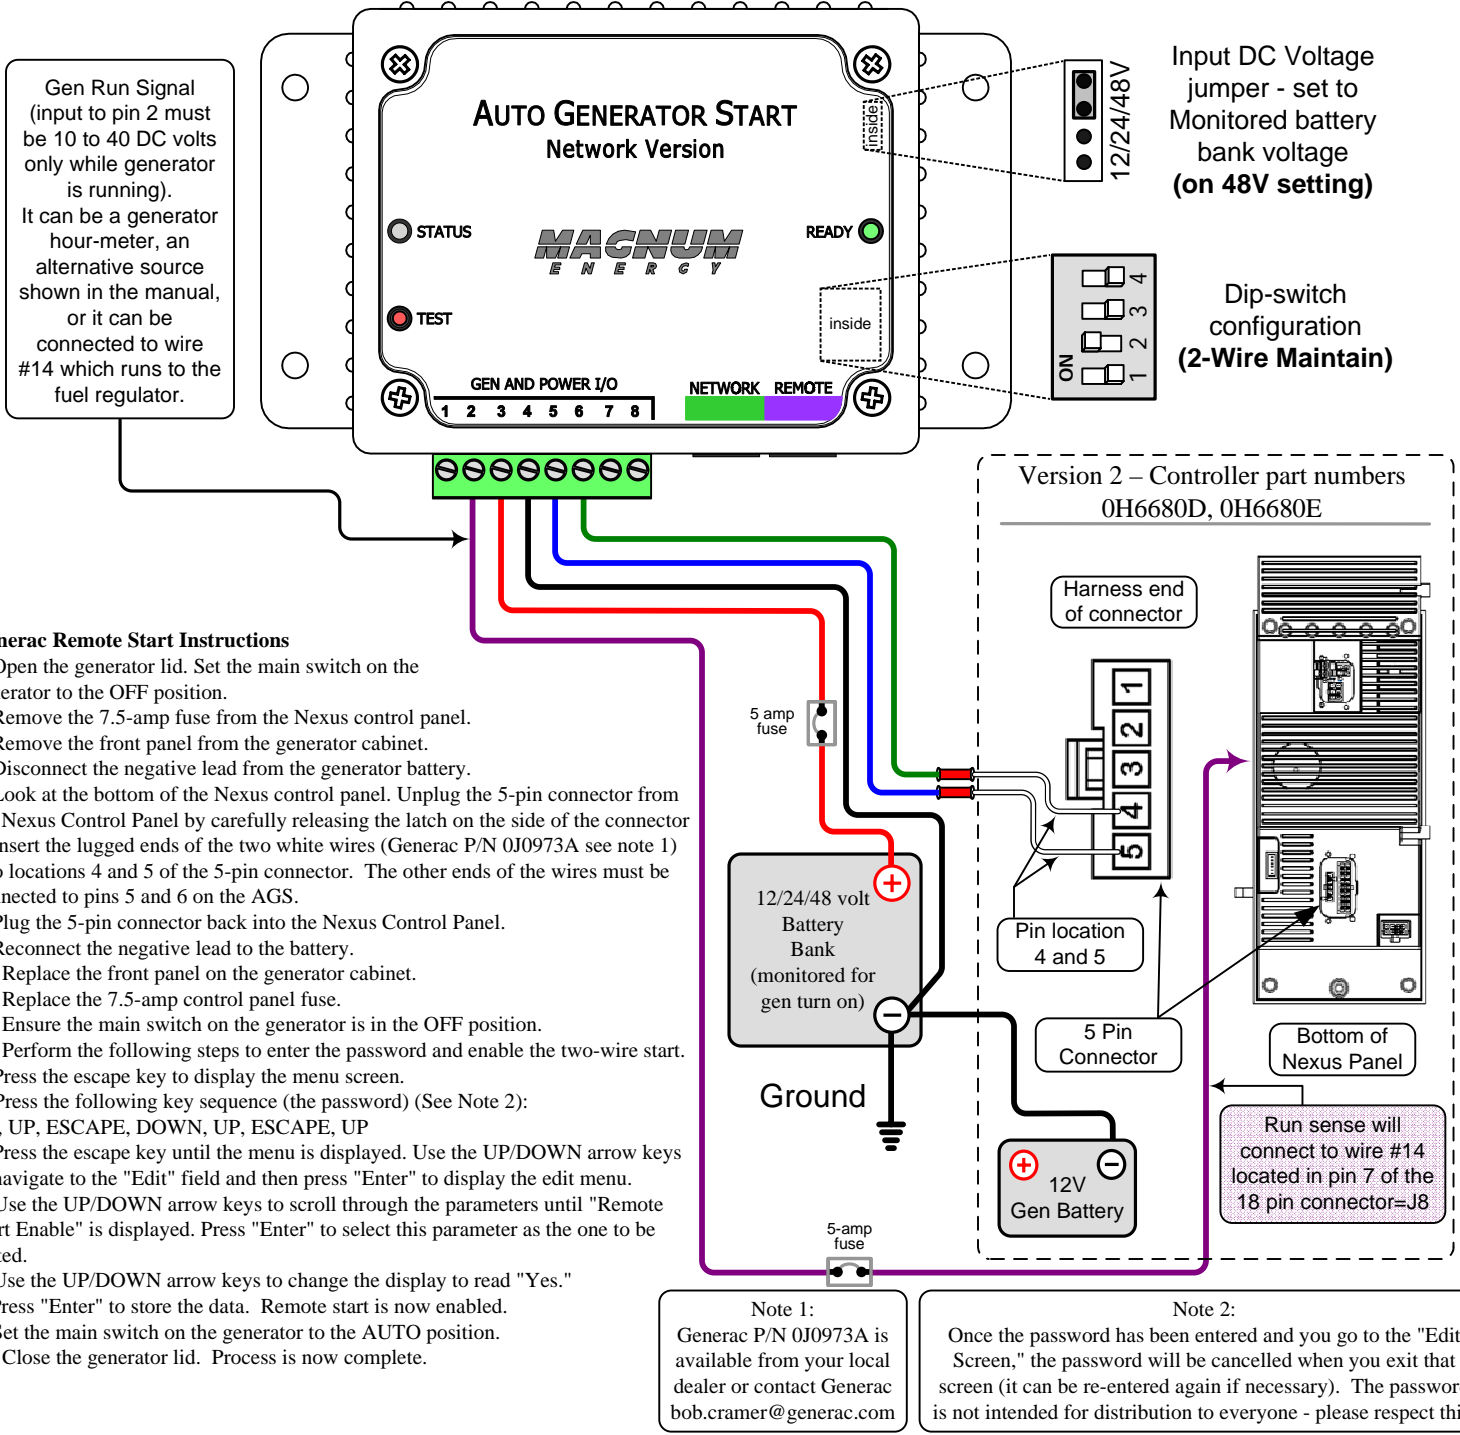 Gen Run Signal
(input to pin 2 must
be 10 to 40 DC volts
only while generator
is running).
It can be a generator
hour-meter, an
alternative source
shown in the manual,
or it can be
connected to wire
#14 which runs to the
fuel regulator.
AUTO GENERATOR START
Network Version
inside
STATUS
READY
MAGNUM
ENERGY
TEST
inside
GEN AND POWER I/O
1 2 3 4 5 6 7 8
NETWORK REMOTE
12/24/48V
Input DC Voltage
jumper - set to
Monitored battery
bank voltage
(on 48V setting)
4
3
2
1
ON
Dip-switch
configuration
(2-Wire Maintain)
Version 2 – Controller part numbers
0H6680D, 0H6680E
Harness end
of connector
1
2
3
4
5
Pin location
4 and 5
5 Pin
Connector
Bottom of
Nexus Panel
Run sense will
connect to wire #14
located in pin 7 of the
18 pin connector=J8
nerac Remote Start Instructions
Open the generator lid. Set the main switch on the
erator to the OFF position.
Remove the 7.5-amp fuse from the Nexus control panel.
Remove the front panel from the generator cabinet.
Disconnect the negative lead from the generator battery.
Look at the bottom of the Nexus control panel. Unplug the 5-pin connector from
Nexus Control Panel by carefully releasing the latch on the side of the connector
nsert the lugged ends of the two white wires (Generac P/N 0J0973A see note 1)
o locations 4 and 5 of the 5-pin connector.  The other ends of the wires must be
nnected to pins 5 and 6 on the AGS.
Plug the 5-pin connector back into the Nexus Control Panel.
Reconnect the negative lead to the battery.
Replace the front panel on the generator cabinet.
Replace the 7.5-amp control panel fuse.
Ensure the main switch on the generator is in the OFF position.
Perform the following steps to enter the password and enable the two-wire start.
Press the escape key to display the menu screen.
Press the following key sequence (the password) (See Note 2):
, UP, ESCAPE, DOWN, UP, ESCAPE, UP
Press the escape key until the menu is displayed. Use the UP/DOWN arrow keys
navigate to the "Edit" field and then press "Enter" to display the edit menu.
Use the UP/DOWN arrow keys to scroll through the parameters until "Remote
rt Enable" is displayed. Press "Enter" to select this parameter as the one to be
ted.
Use the UP/DOWN arrow keys to change the display to read "Yes."
Press "Enter" to store the data.  Remote start is now enabled.
Set the main switch on the generator to the AUTO position.
Close the generator lid.  Process is now complete.
5 amp
fuse
+
12/24/48 volt
Battery
Bank
(monitored for
gen turn on)
−
Ground
+ −
12V
Gen Battery
5-amp
fuse
Note 1:
Generac P/N 0J0973A is
available from your local
dealer or contact Generac
bob.cramer@generac.com
Note 2:
Once the password has been entered and you go to the "Edit
Screen," the password will be cancelled when you exit that
screen (it can be re-entered again if necessary).  The password
is not intended for distribution to everyone - please respect thi